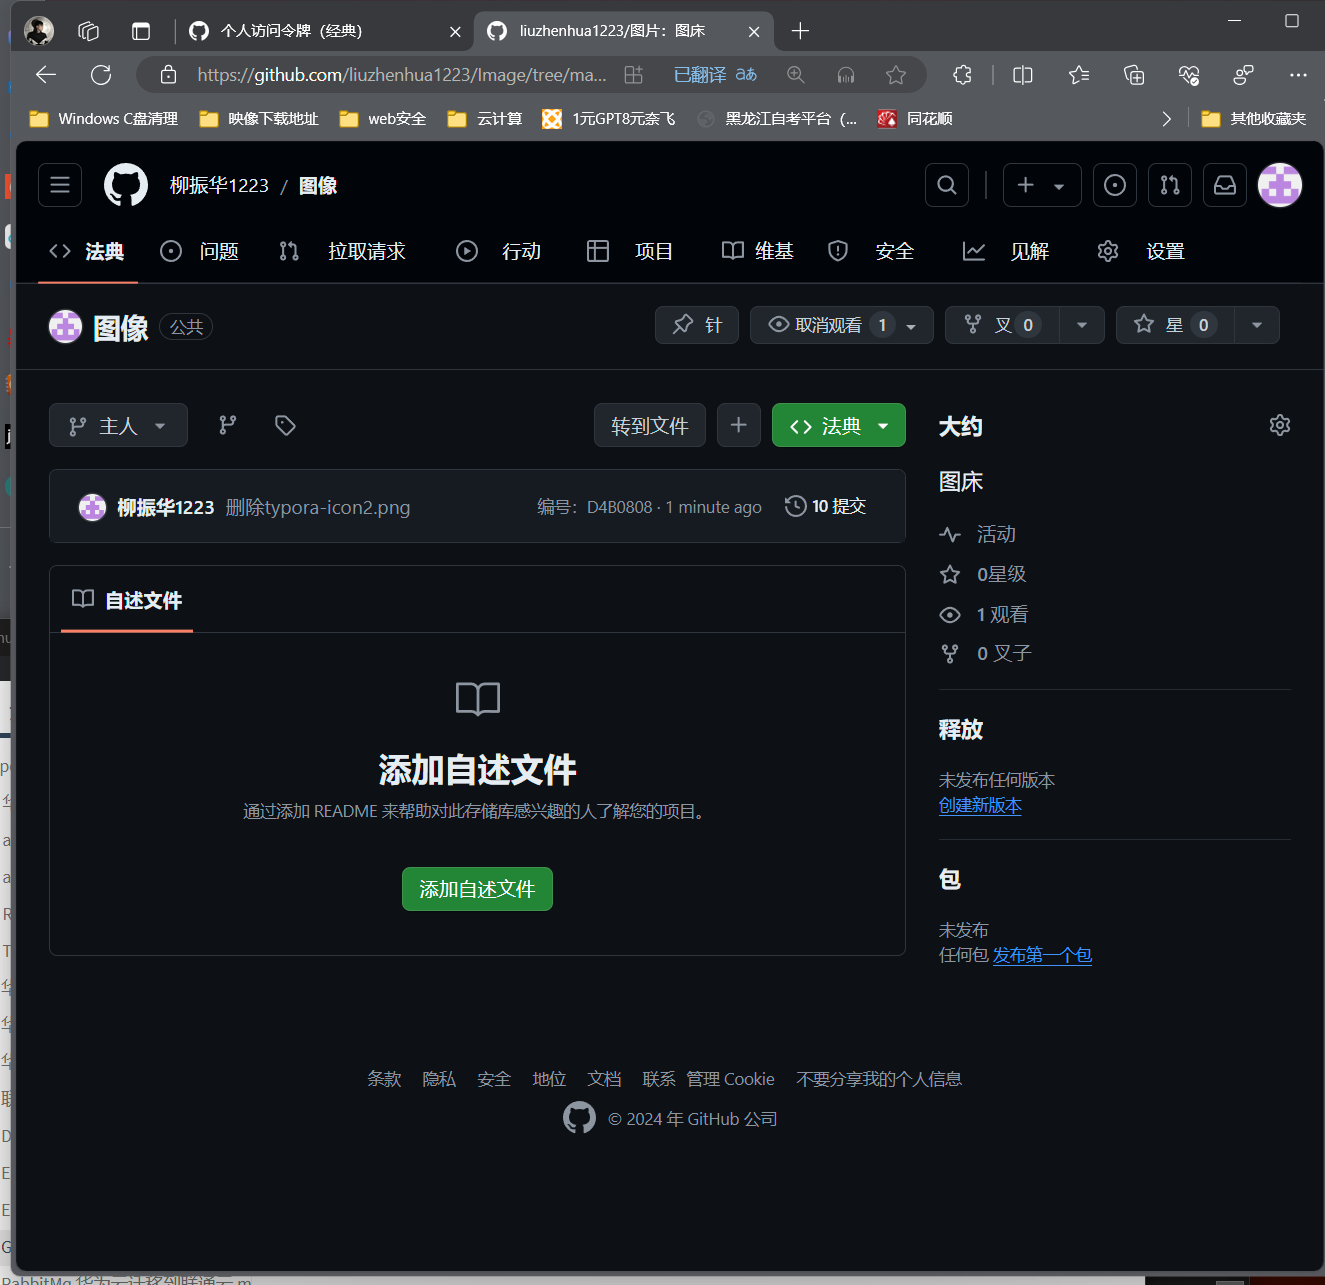 个人访问令牌（经典）
liuzhenhua1223/图片：图床
https://github.com/liuzhenhua1223/Image/tree/ma...
已翻译
Windows C盘清理
映像下载地址
web安全
云计算
1元GPT8元奈飞
黑龙江自考平台（...
同花顺
其他收藏夹
柳振华1223 / 图像
法典
问题
拉取请求
行动
项目
维基
安全
见解
设置
图像 公共
针
取消观看 1
叉 0
星 0
主人
转到文件
法典
柳振华1223 删除typora-icon2.png
编号：D4B0808 · 1 minute ago
10 提交
自述文件
添加自述文件
通过添加 README 来帮助对此存储库感兴趣的人了解您的项目。
添加自述文件
大约
图床
活动
0星级
1 观看
0 叉子
释放
未发布任何版本
创建新版本
包
未发布
任何包 发布第一个包
条款 隐私 安全 地位 文档 联系 管理 Cookie 不要分享我的个人信息
© 2024 年 GitHub 公司